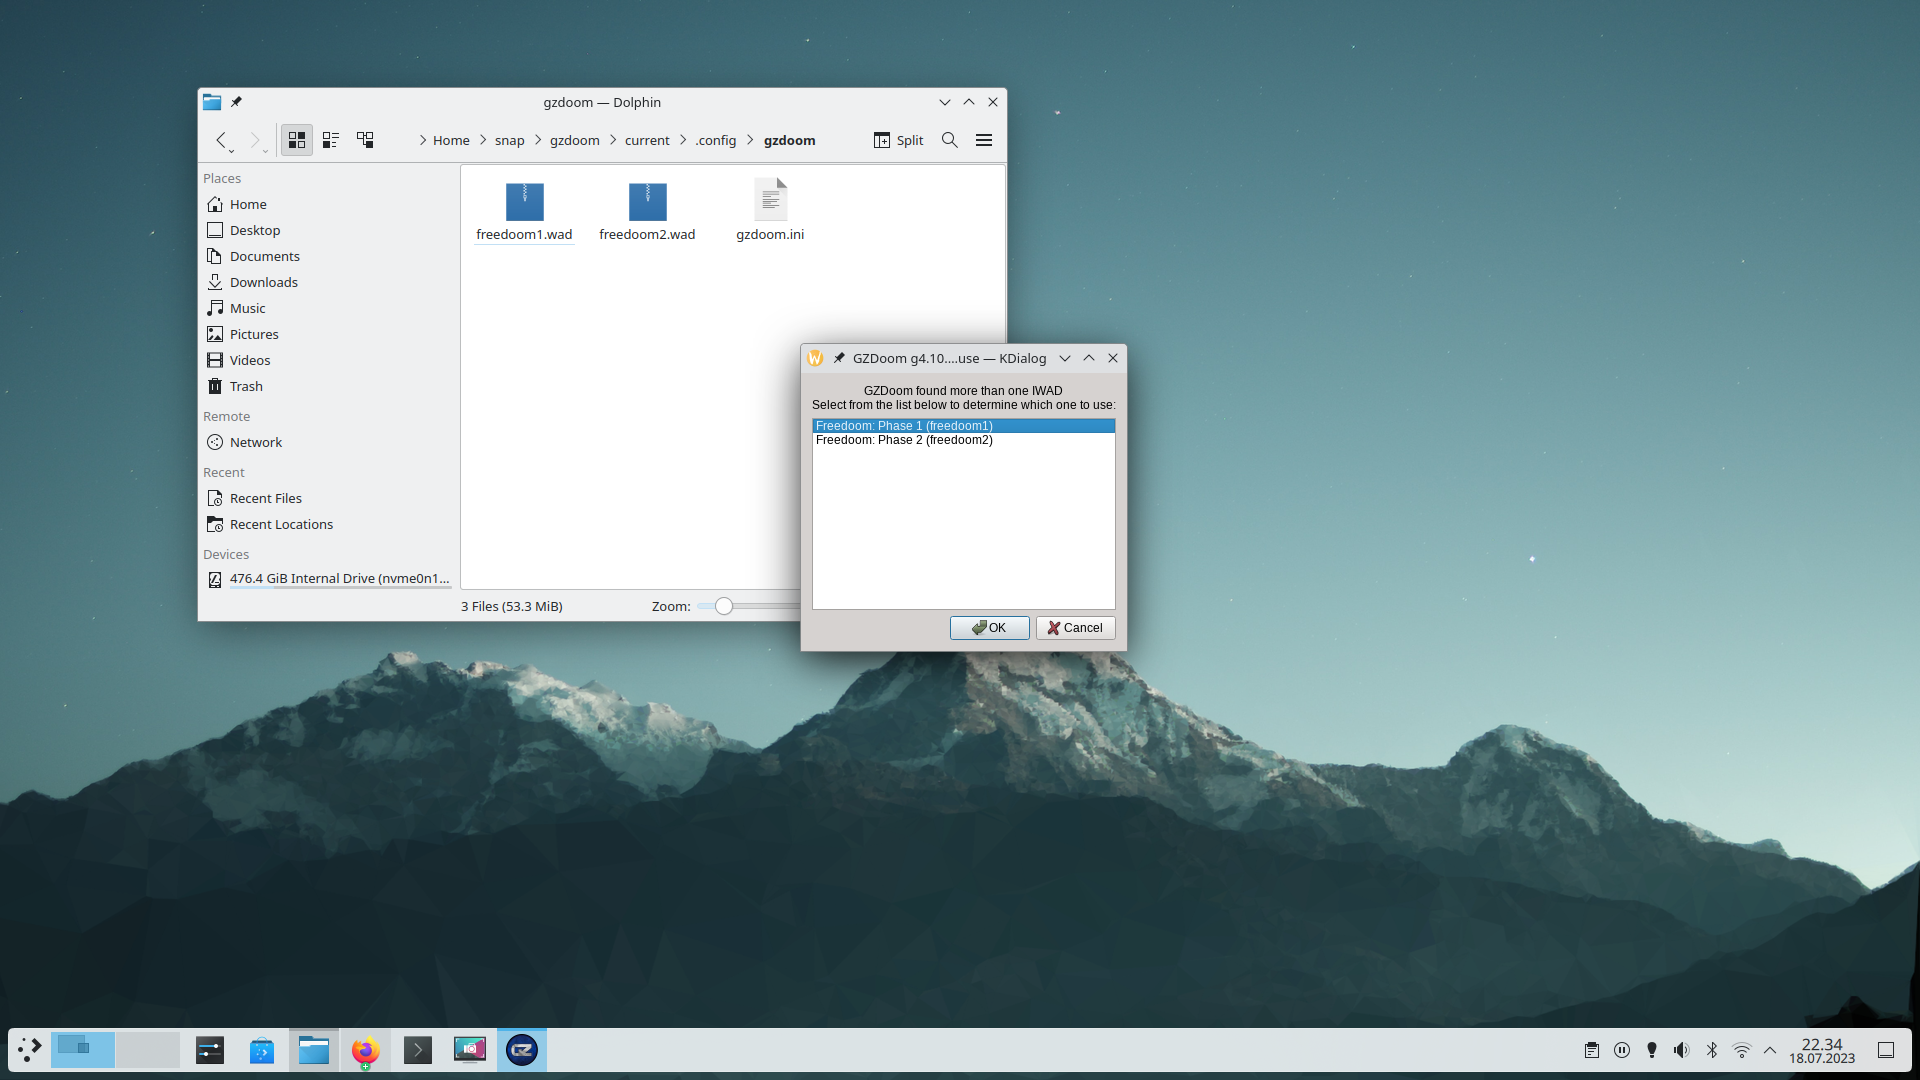 gzdoom — Dolphin
Home snap gzdoom current .config gzdoom
Split
Places
Home
Desktop
Documents
Downloads
Music
Pictures
Videos
Trash
Remote
Network
Recent
Recent Files
Recent Locations
Devices
476.4 GiB Internal Drive (nvme0n1...
freedoom1.wad
freedoom2.wad
gzdoom.ini
3 Files (53.3 MiB)
Zoom:
GZDoom g4.10....use — KDialog
GZDoom found more than one IWAD
Select from the list below to determine which one to use:
Freedoom: Phase 1 (freedoom1)
Freedoom: Phase 2 (freedoom2)
OK
Cancel
GZ
22.34
18.07.2023